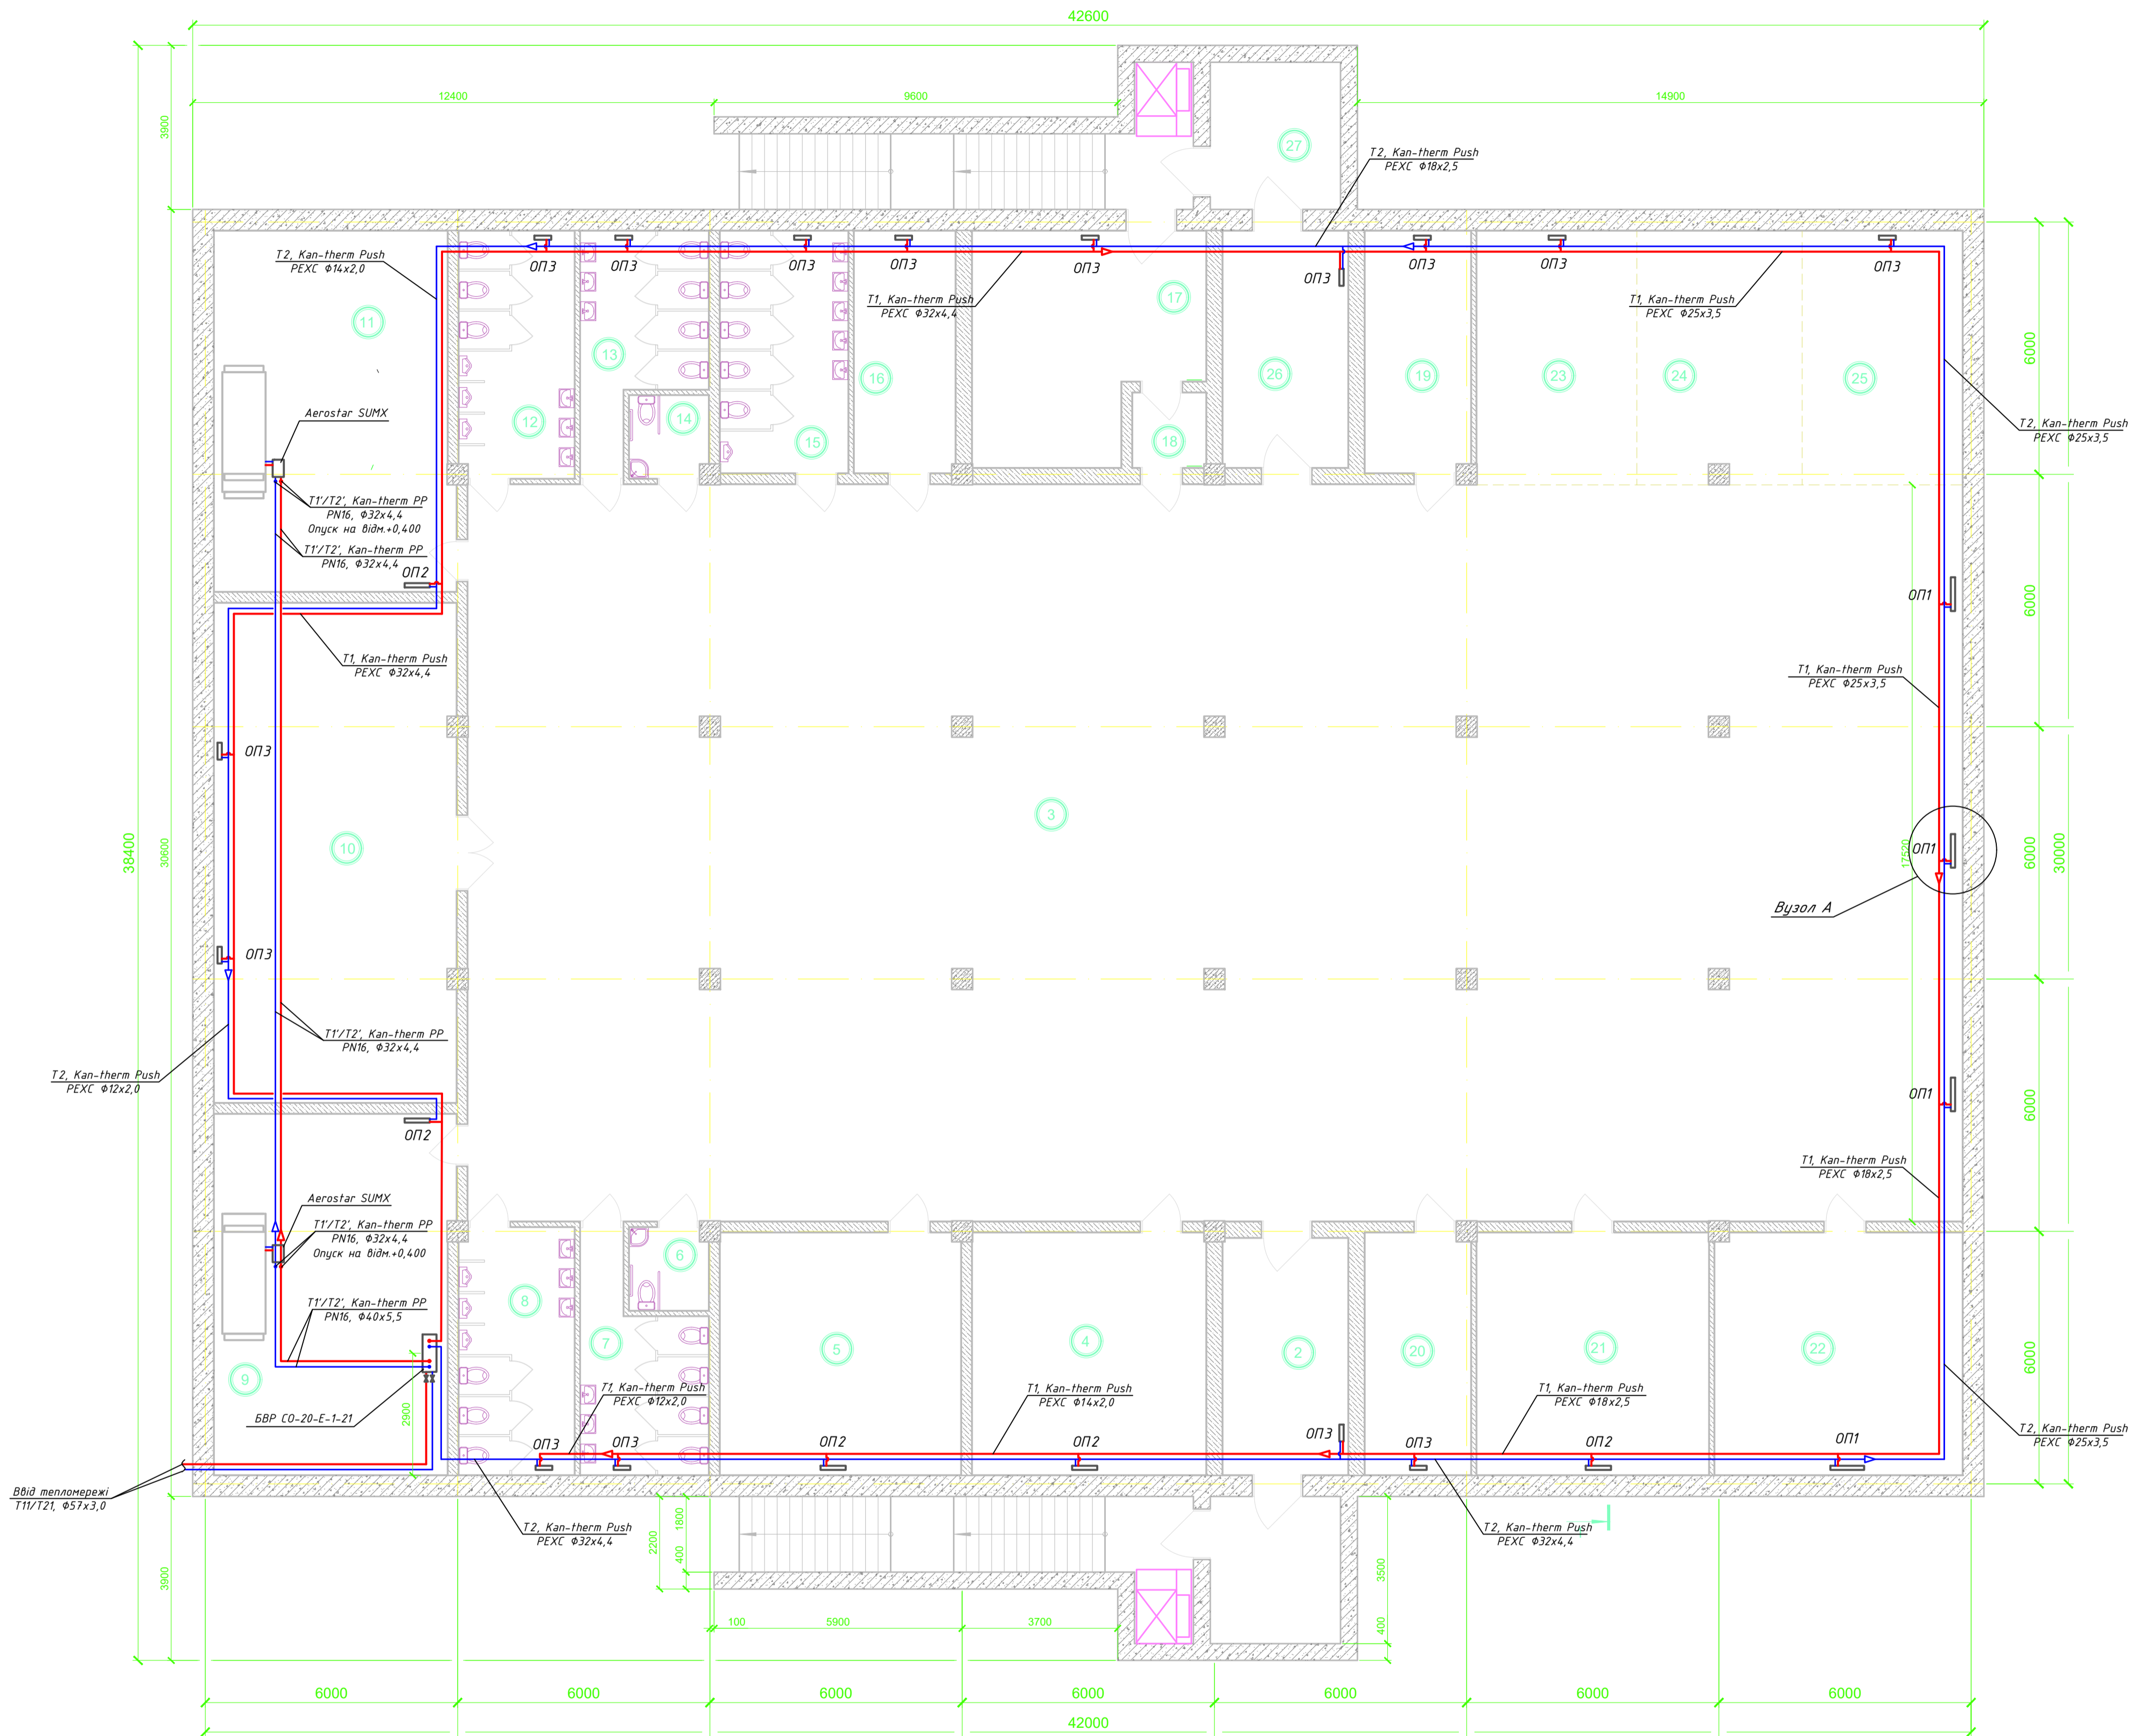 42600
12400
9600
14900
3900
27
Т2, Kan-therm Push
PEXC Ф18х2,5
Т2, Kan-therm Push
PEXC Ф14х2,0
ОП3
ОП3
ОП3
ОП3
ОП3
ОП3
ОП3
ОП3
ОП3
Т1, Kan-therm Push
PEXC Ф32х4,4
Т1, Kan-therm Push
PEXC Ф25х3,5
11
13
16
17
26
19
23
24
25
6000
12
14
15
18
Aerostar SUMX
Т2, Kan-therm Push
PEXC Ф25х3,5
Т1'/Т2', Kan-therm PP
PN16, Ф32х4,4
Опуск на відм.+0,400
Т1'/Т2', Kan-therm PP
PN16, Ф32х4,4
ОП2
ОП1
6000
Т1, Kan-therm Push
PEXC Ф32х4,4
Т1, Kan-therm Push
PEXC Ф25х3,5
ОП3
38400
30600
10
3
17520
ОП1
6000
30000
Вузол А
ОП3
Т1'/Т2', Kan-therm PP
PN16, Ф32х4,4
Т2, Kan-therm Push
PEXC Ф12х2,0
ОП2
ОП1
6000
Т1, Kan-therm Push
PEXC Ф18х2,5
Aerostar SUMX
Т1'/Т2', Kan-therm PP
PN16, Ф32х4,4
Опуск на відм.+0,400
Т1'/Т2', Kan-therm PP
PN16, Ф40х5,5
6
8
7
5
4
2
20
21
22
6000
9
БВР СО-20-Е-1-21
2900
Т1, Kan-therm Push
PEXC Ф12х2,0
Т1, Kan-therm Push
PEXC Ф14х2,0
Т1, Kan-therm Push
PEXC Ф18х2,5
Т2, Kan-therm Push
PEXC Ф25х3,5
ОП3
ОП3
ОП2
ОП2
ОП3
ОП3
ОП2
ОП1
Ввід тепломережі
Т11/Т21, Ф57х3,0
Т2, Kan-therm Push
PEXC Ф32х4,4
Т2, Kan-therm Push
PEXC Ф32х4,4
3900
2200
1800
400
3500
400
100
5900
3700
6000
6000
6000
6000
6000
6000
6000
42000